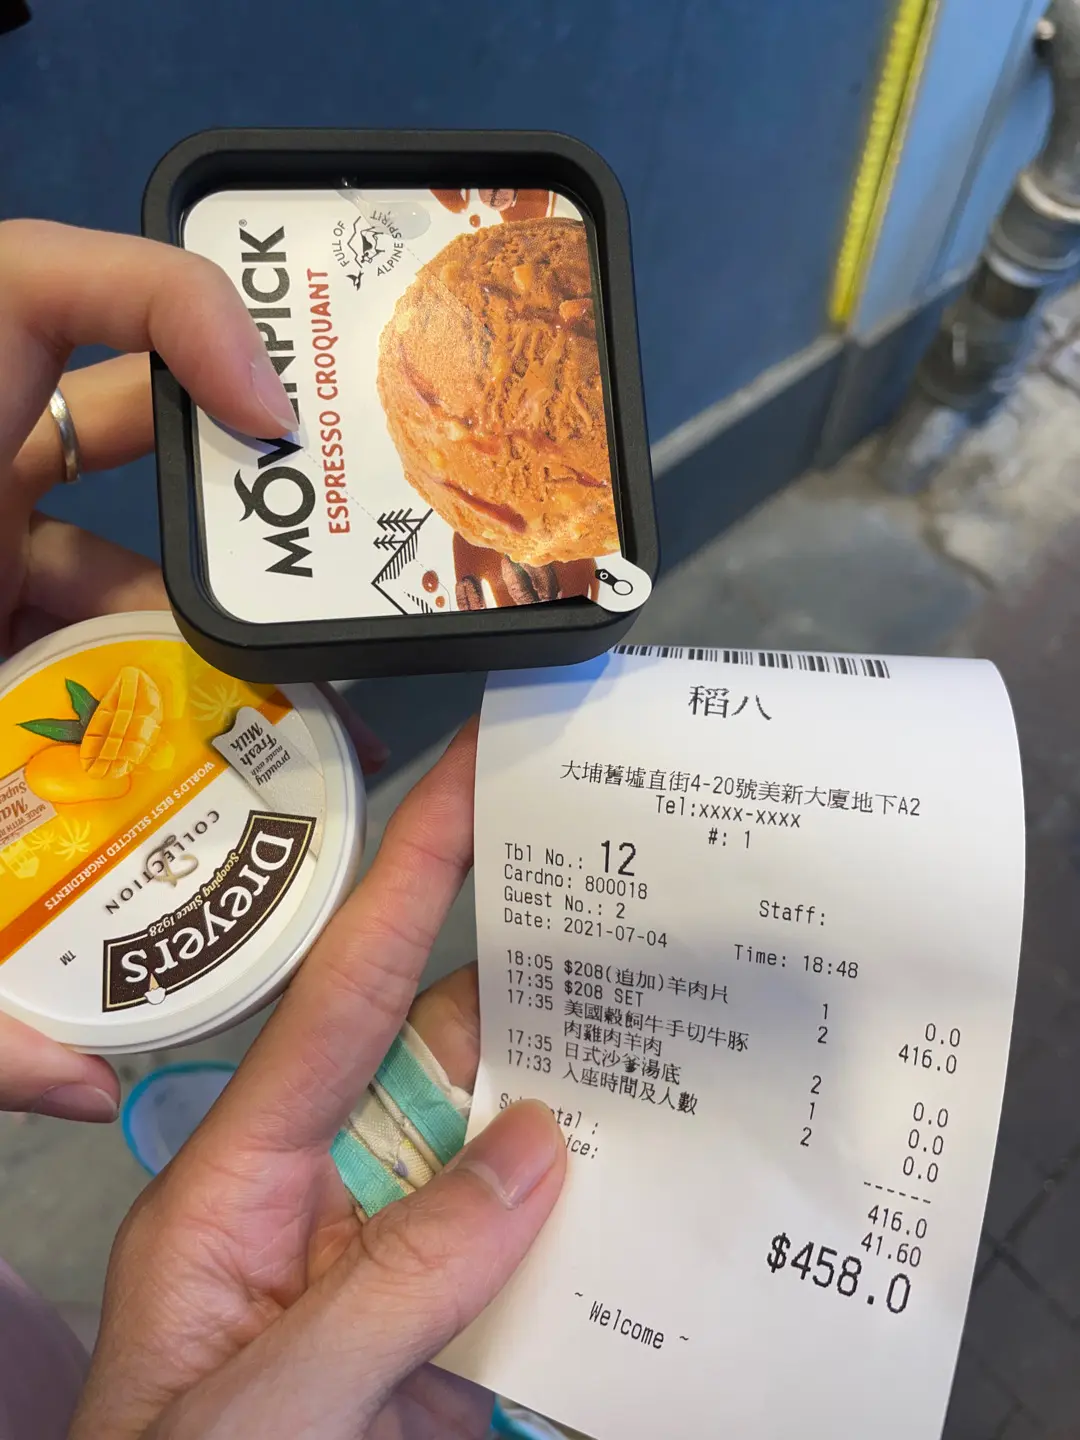 MÖVENPICK®
ESPRESSO CROQUANT
FULL OF
ALPINE SPIRIT
proudly
made with
Fresh
Milk
WORLD'S BEST SELECTED INGREDIENTS
MADE WITH
COLLECTION
Dreyers
Scooping Since 1928
TM
稻八
大埔舊墟直街4-20號美新大廈地下A2
Tel:xxxx-xxxx
#: 1
Tbl No.: 12
Cardno: 800018
Guest No.: 2 Staff:
Date: 2021-07-04 Time: 18:48
18:05 $208(追加)羊肉片 1 0.0
17:35 $208 SET 2 416.0
17:35 美國穀飼牛手切牛豚
肉雞肉羊肉 2 0.0
17:35 日式沙爹湯底 1 0.0
17:33 入座時間及人數 2 0.0
------
416.0
41.60
$458.0
~ Welcome ~